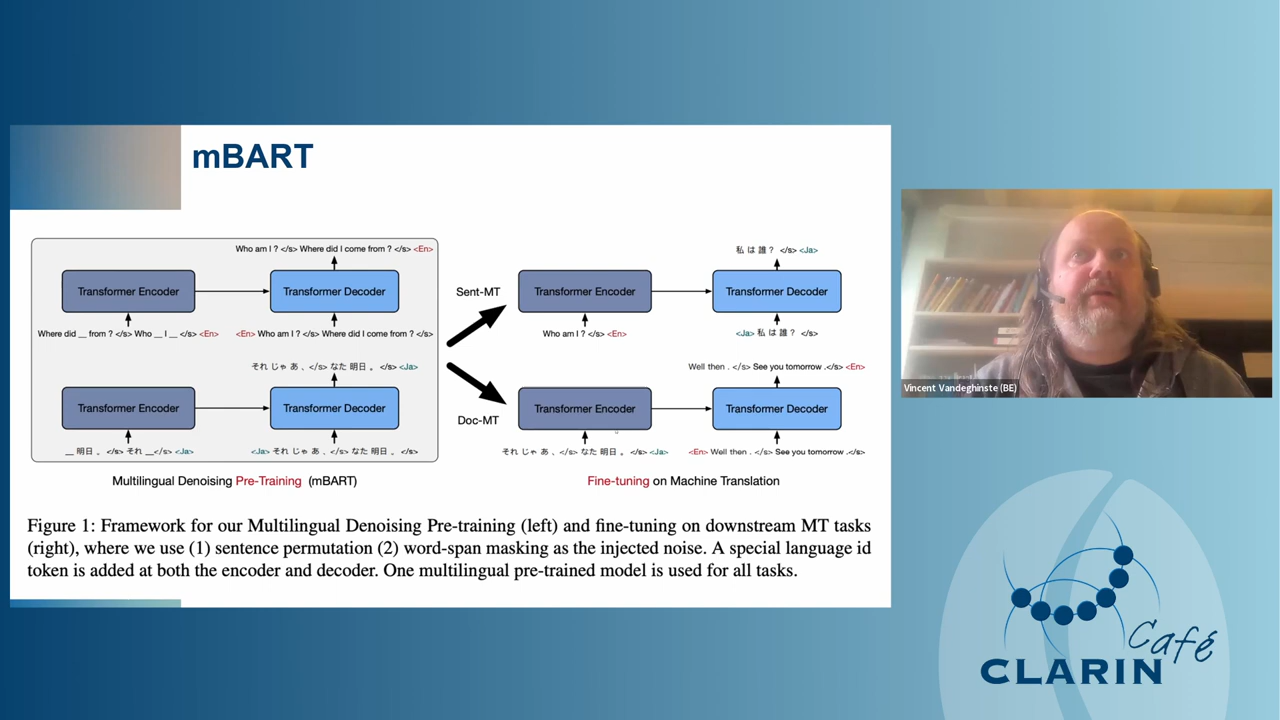 mBART
Who am I ? </s> Where did I come from ? </s> <En>
Transformer Encoder
Transformer Decoder
Where did __ from ? </s> Who __ I __ </s> <En>
<En> Who am I ? </s> Where did I come from ? </s>
それ じゃ あ 、 </s> なた 明日 。 </s> <Ja>
Transformer Encoder
Transformer Decoder
__ 明日 。 </s> それ __</s> <Ja>
<Ja> それ じゃ あ 、</s> なた 明日 。 </s>
Multilingual Denoising Pre-Training (mBART)
Sent-MT
Doc-MT
私 は 誰 ? </s> <Ja>
Transformer Encoder
Transformer Decoder
Who am I ? </s> <En>
<Ja> 私 は 誰 ? </s>
Well then . </s> See you tomorrow .</s> <En>
Transformer Encoder
Transformer Decoder
それ じゃ あ 、</s> なた 明日 。 </s> <Ja>
<En> Well then . </s> See you tomorrow .</s>
Fine-tuning on Machine Translation
Figure 1: Framework for our Multilingual Denoising Pre-training (left) and fine-tuning on downstream MT tasks
(right), where we use (1) sentence permutation (2) word-span masking as the injected noise. A special language id
token is added at both the encoder and decoder. One multilingual pre-trained model is used for all tasks.
Vincent Vandeghinste (BE)
Café
CLARIN